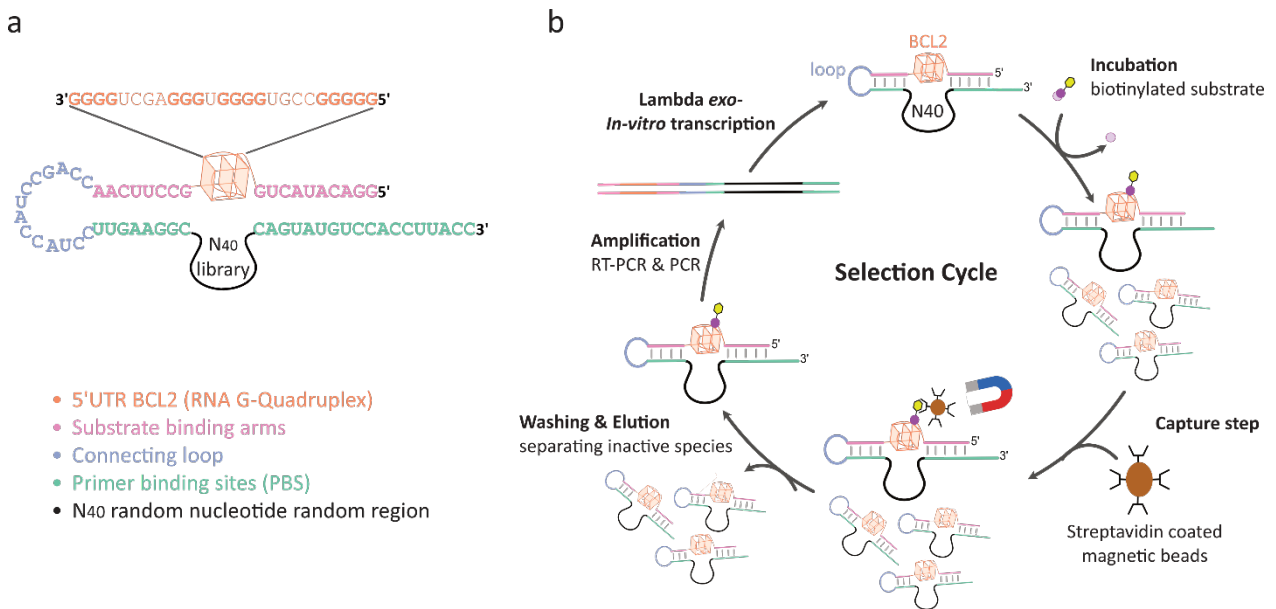 a
3'GGGGUCGAGGGUGGGGUGCCGGGGG5'
CCGACC
AACUUCCG
GUCAUACAGG5'
UACCAUCC
UUGAAGGC
CAGUAUGUCCACCUUACC3'
N40
library
• 5'UTR BCL2 (RNA G-Quadruplex)
• Substrate binding arms
• Connecting loop
• Primer binding sites (PBS)
• N40 random nucleotide random region
b
BCL2
loop
5'
3'
N40
Incubation
biotinylated substrate
Lambda exo-
In-vitro transcription
Amplification
RT-PCR & PCR
Selection Cycle
5'
3'
Washing & Elution
separating inactive species
5'
3'
Capture step
Streptavidin coated
magnetic beads